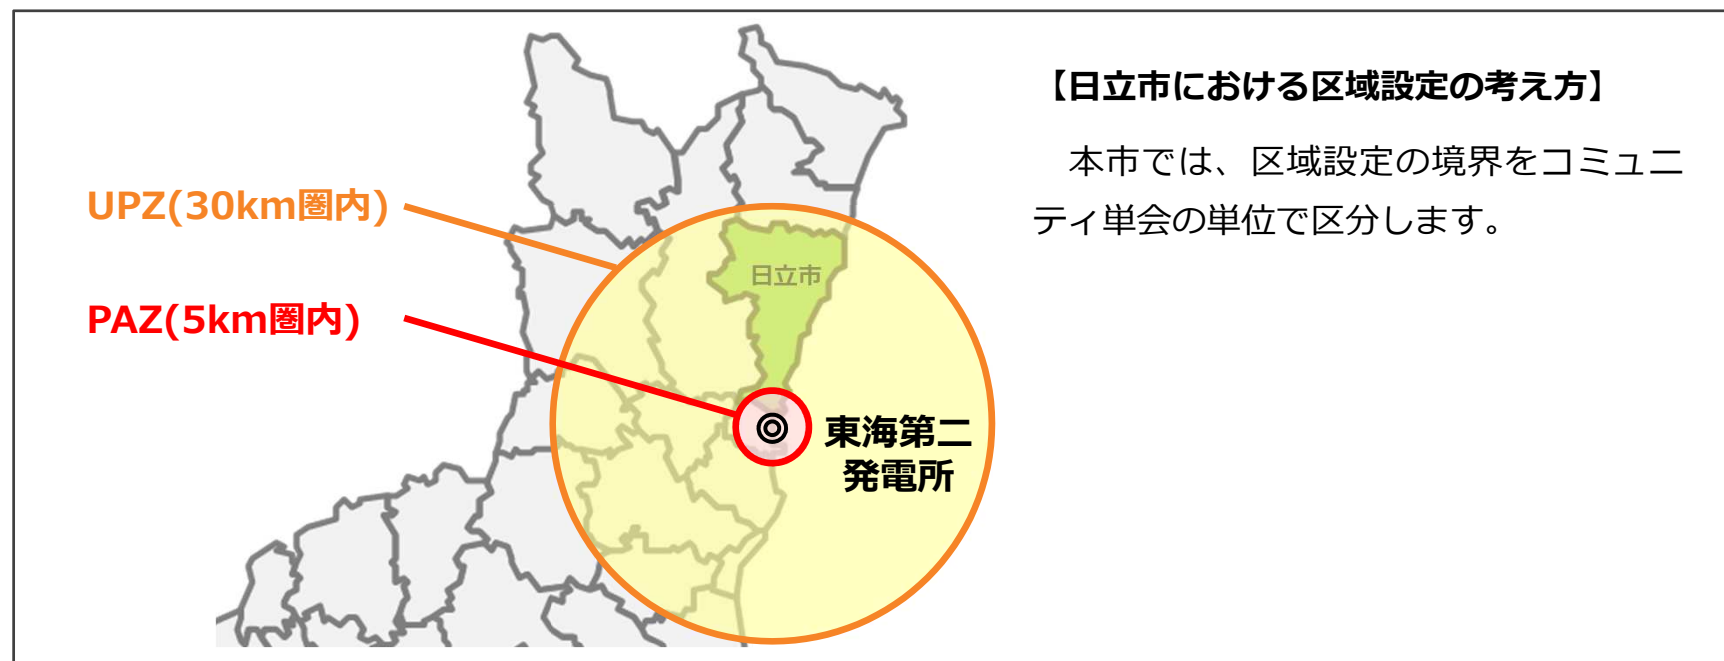 【日立市における区域設定の考え方】
本市では、区域設定の境界をコミュニ
ティ単会の単位で区分します。
UPZ(30km圏内)
日立市
PAZ(5km圏内)
東海第二
発電所